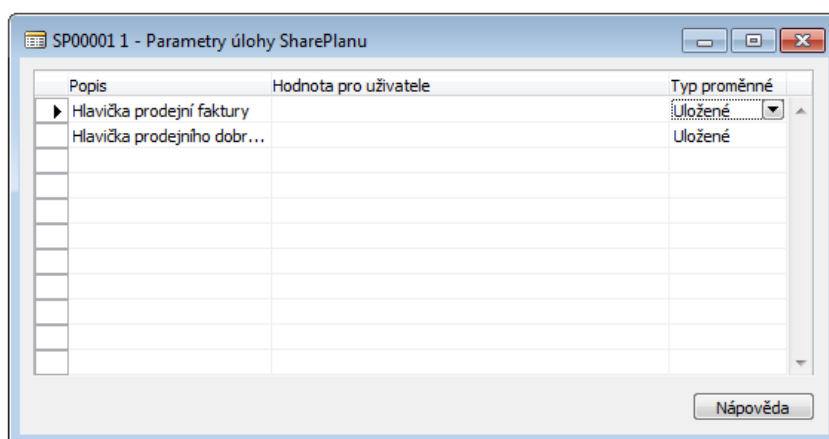 SP00001 1 - Parametry úlohy SharePlanu
Popis Hodnota pro uživatele Typ proměnné
Hlavička prodejní faktury Uložené
Hlavička prodejního dobr... Uložené
Nápověda